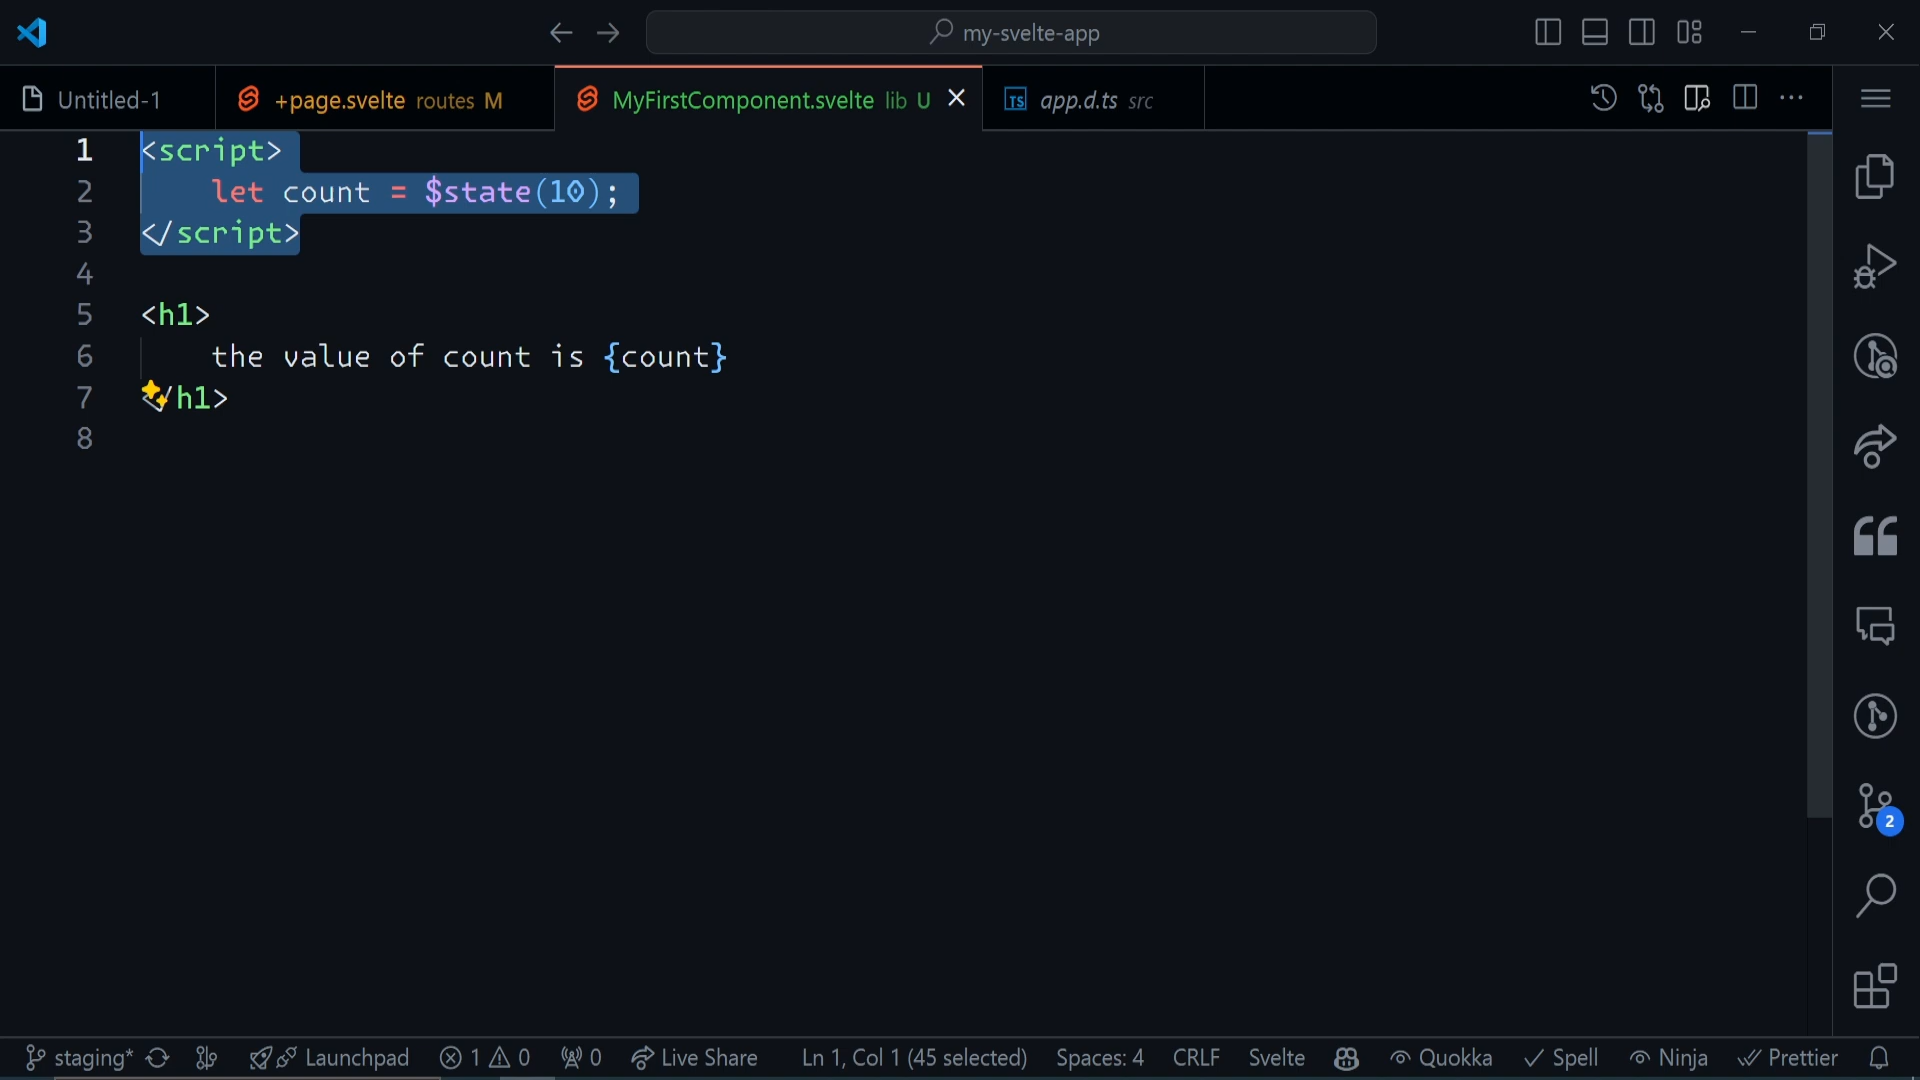 my-svelte-app
Untitled-1
+page.svelte routes M
MyFirstComponent.svelte lib U
TS app.d.ts src
1 <script>
2 let count = $state(10);
3 </script>
4
5 <h1>
6 the value of count is {count}
7 </h1>
8
2
staging* Launchpad 1 0 0 Live Share Ln 1, Col 1 (45 selected) Spaces: 4 CRLF Svelte Quokka Spell Ninja Prettier